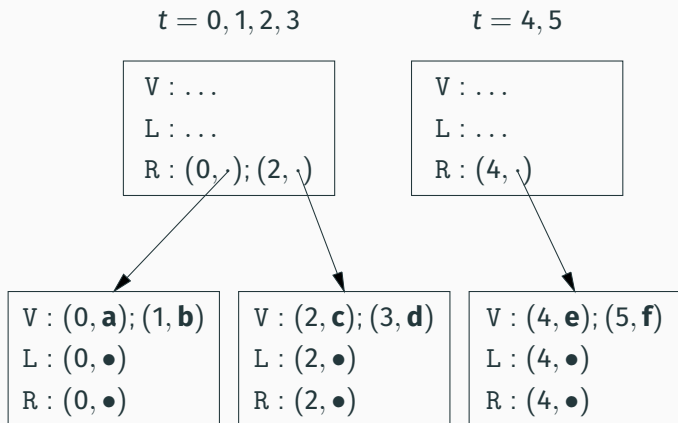 t = 0, 1, 2, 3
t = 4, 5
V : . . .
L : . . .
R : (0, ·); (2, ·)
V : . . .
L : . . .
R : (4, ·)
V : (0, a); (1, b)
L : (0, •)
R : (0, •)
V : (2, c); (3, d)
L : (2, •)
R : (2, •)
V : (4, e); (5, f)
L : (4, •)
R : (4, •)